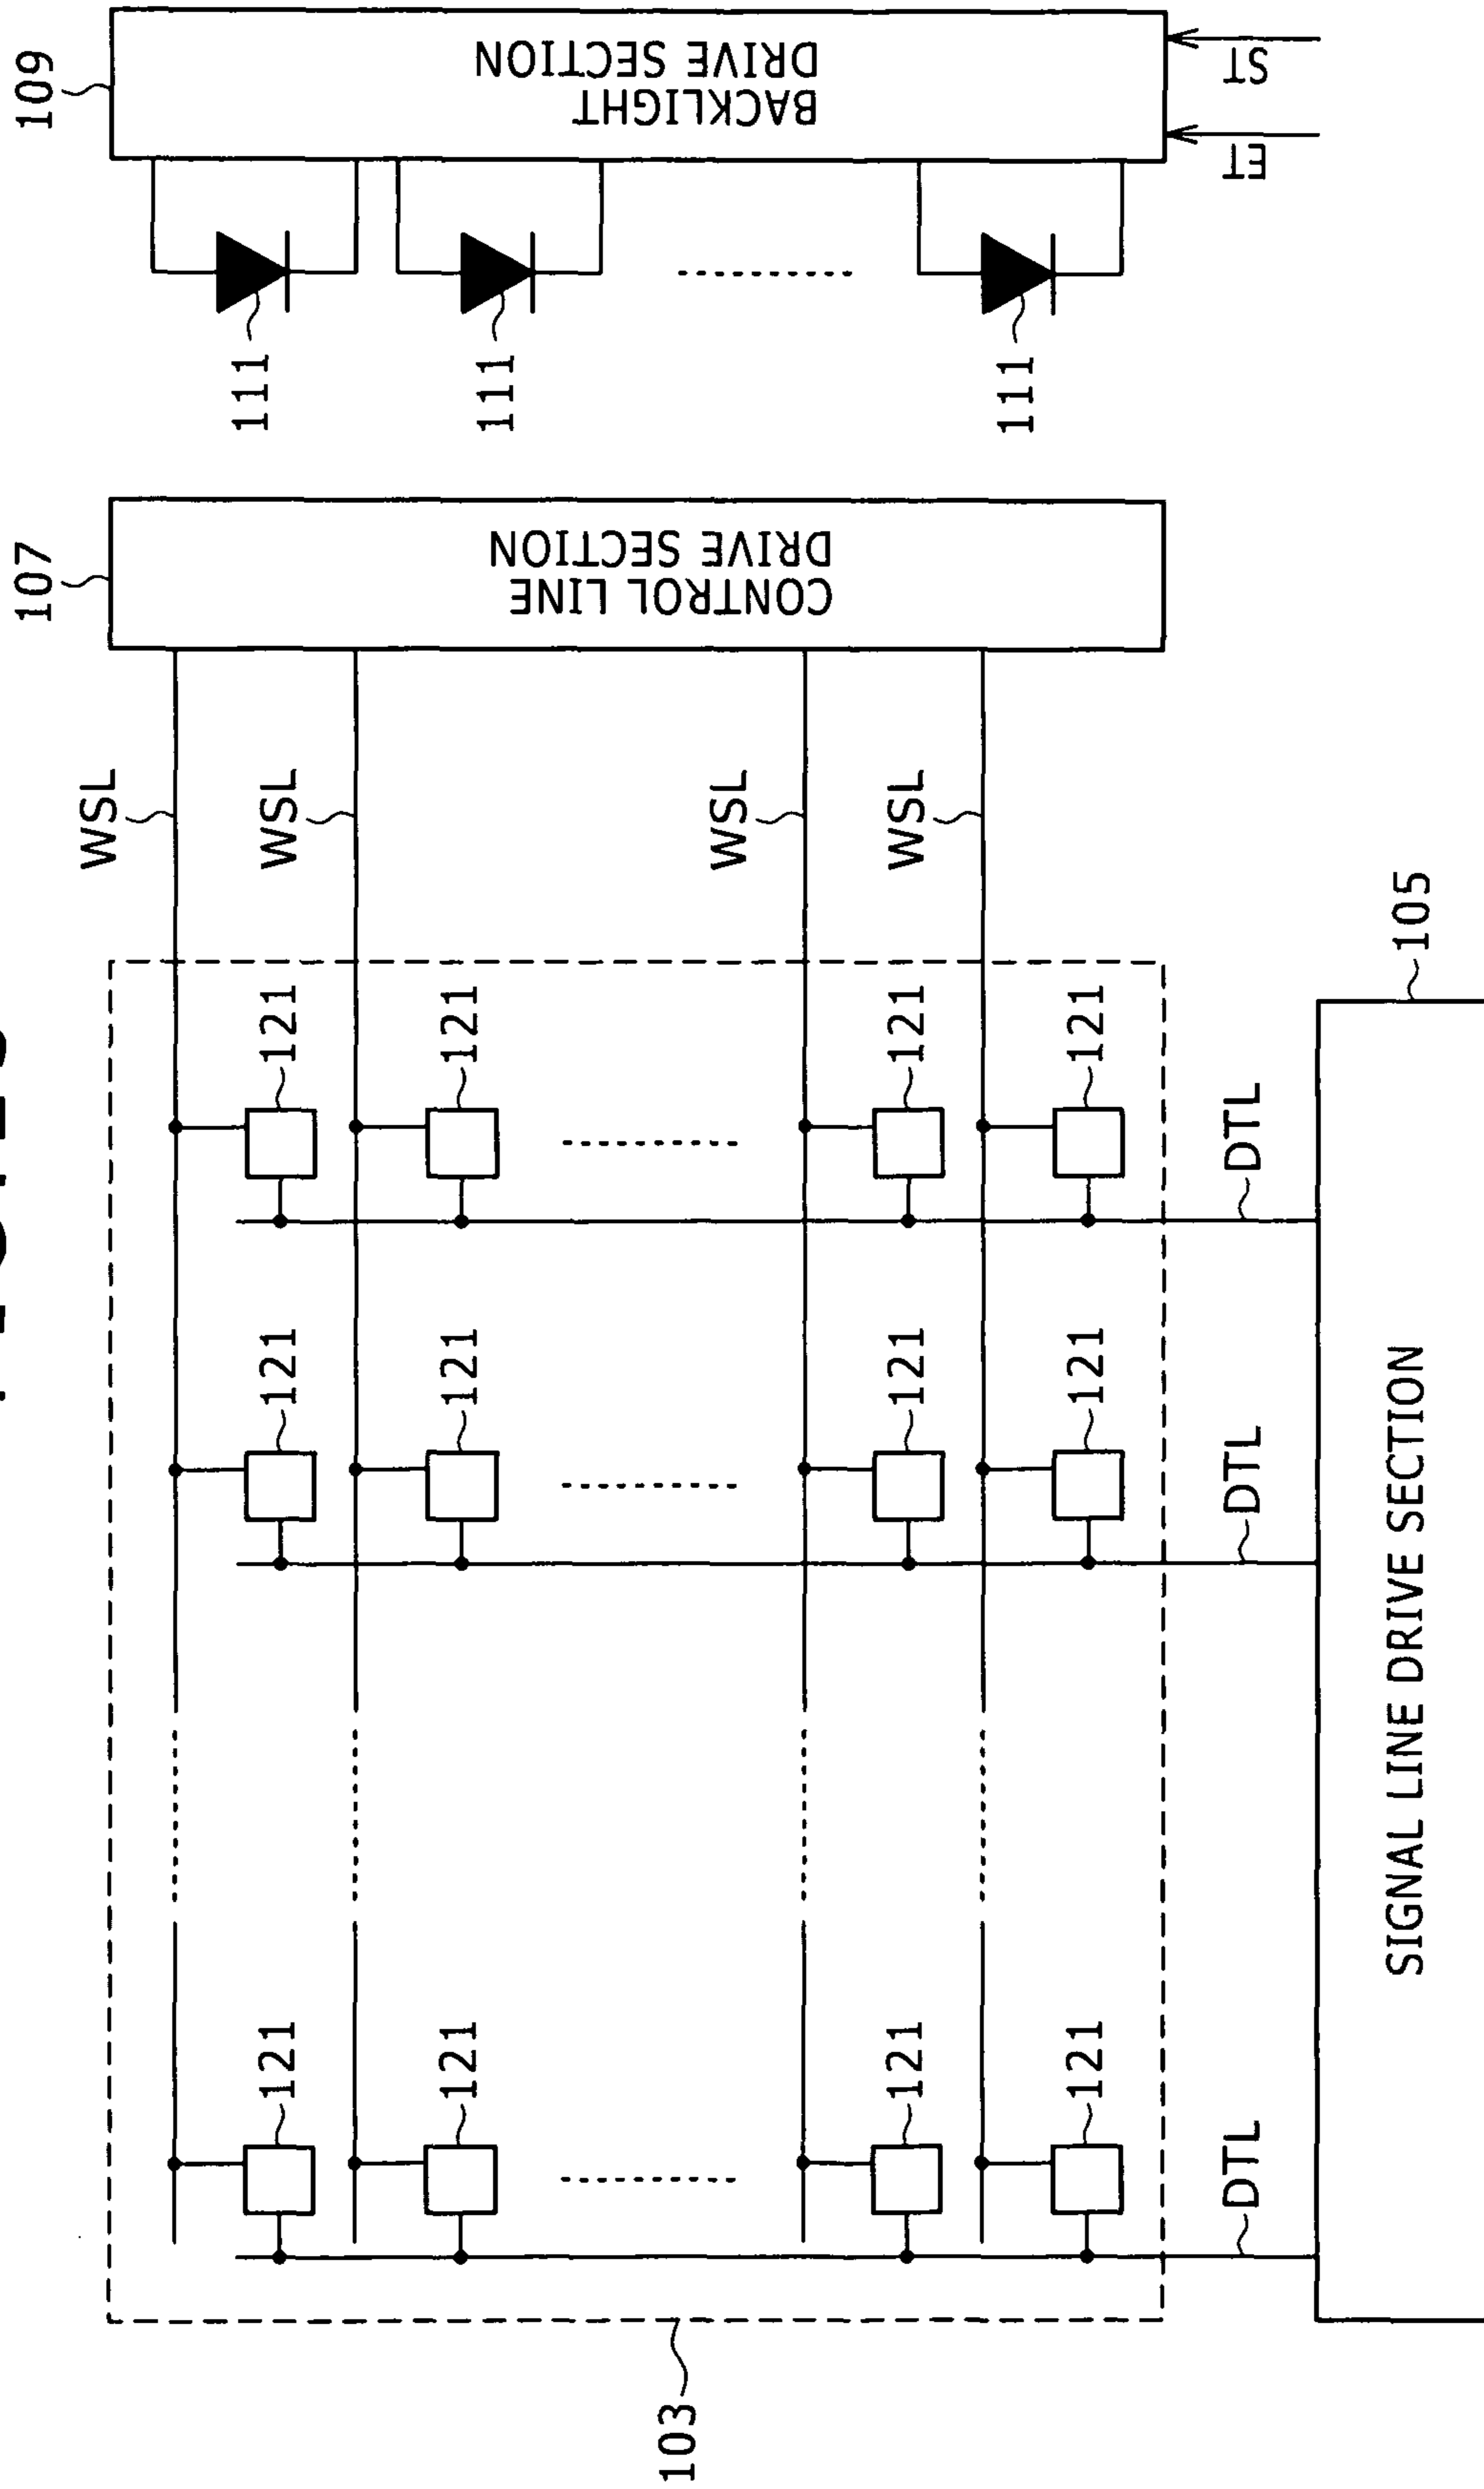 107
109
WSL
111
121
121
121
WSL
121
121
121
111
103
WSL
CONTROL LINE
DRIVE SECTION
BACKLIGHT
DRIVE SECTION
WSL
121
121
121
111
121
121
121
DTL
DTL
DTL
ET
ST
105
SIGNAL LINE DRIVE SECTION